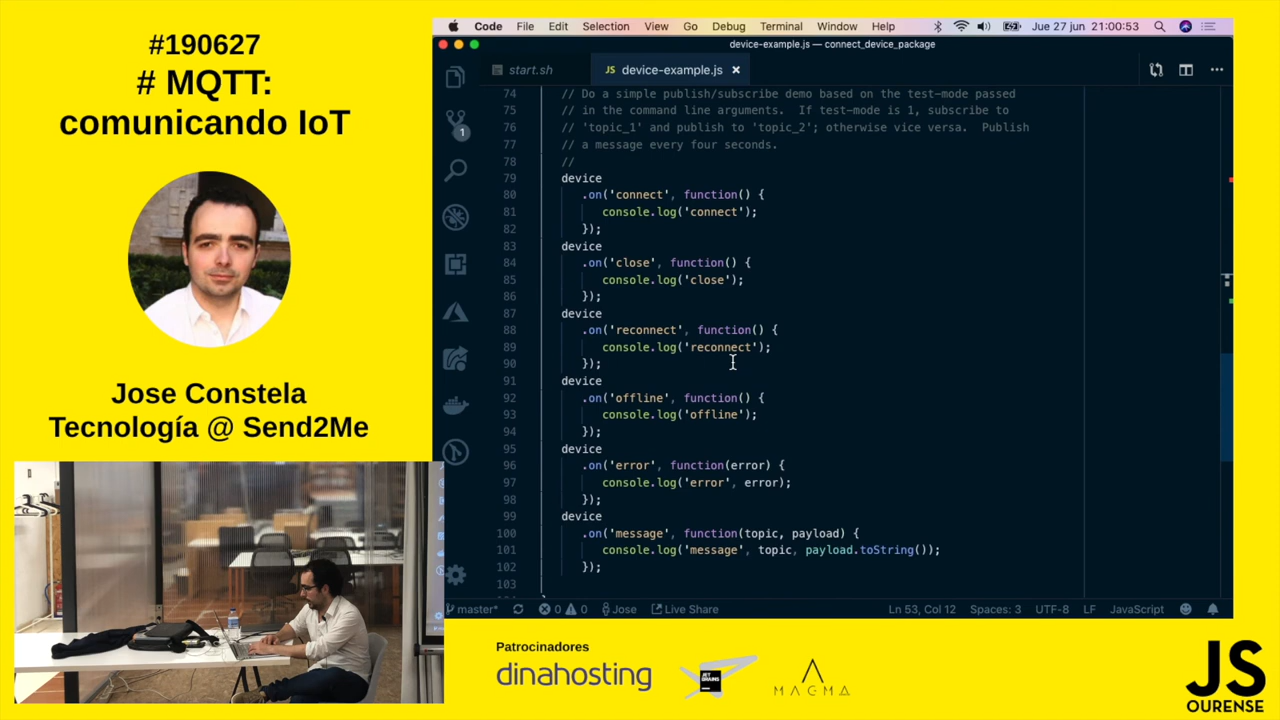 #190627
# MQTT:
comunicando IoT
Jose Constela
Tecnología @ Send2Me
Code File Edit Selection View Go Debug Terminal Window Help Jue 27 jun 21:00:53
device-example.js — connect_device_package
start.sh JS device-example.js
74 // Do a simple publish/subscribe demo based on the test-mode passed
75 // in the command line arguments. If test-mode is 1, subscribe to
76 // 'topic_1' and publish to 'topic_2'; otherwise vice versa. Publish
77 // a message every four seconds.
78 //
79 device
80 .on('connect', function() {
81 console.log('connect');
82 });
83 device
84 .on('close', function() {
85 console.log('close');
86 });
87 device
88 .on('reconnect', function() {
89 console.log('reconnect');
90 });
91 device
92 .on('offline', function() {
93 console.log('offline');
94 });
95 device
96 .on('error', function(error) {
97 console.log('error', error);
98 });
99 device
100 .on('message', function(topic, payload) {
101 console.log('message', topic, payload.toString());
102 });
103
1
master* 0 0 Jose Live Share Ln 53, Col 12 Spaces: 3 UTF-8 LF JavaScript
Patrocinadores
dinahosting
JET
BRAINS
MAGMA
JS
OURENSE